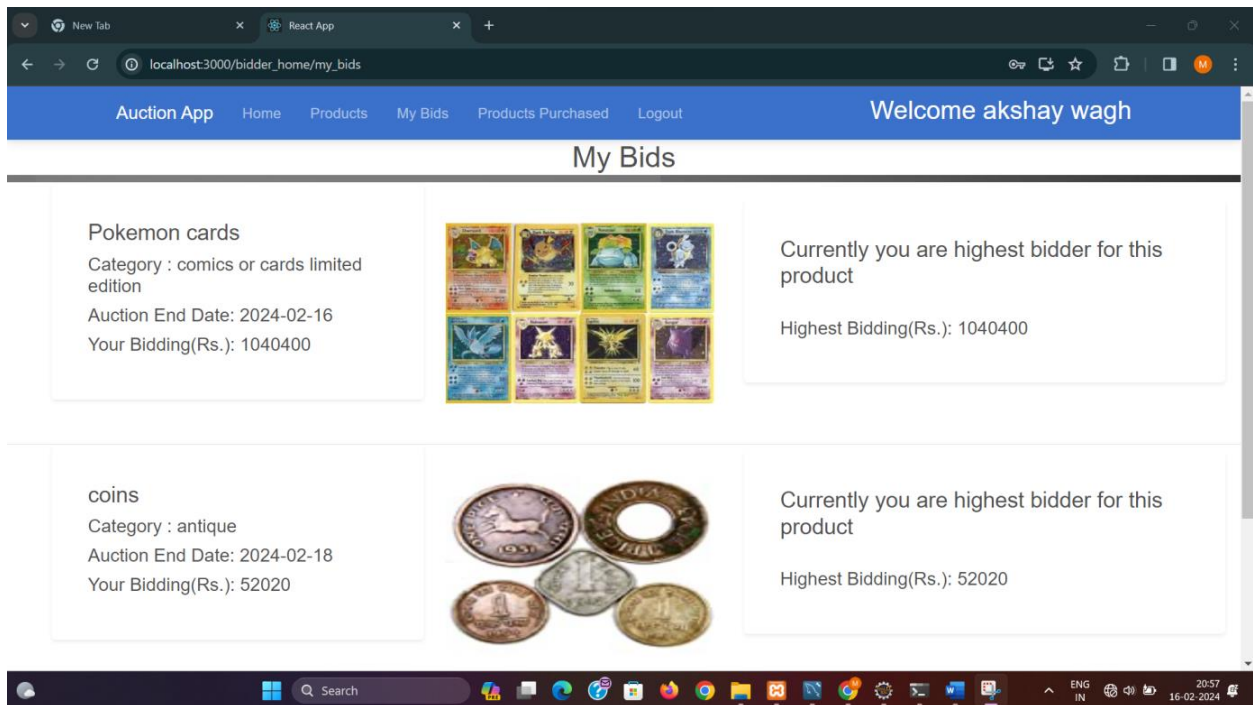 New Tab
React App
localhost:3000/bidder_home/my_bids
M
Auction App Home Products My Bids Products Purchased Logout Welcome akshay wagh
My Bids
Pokemon cards
Category : comics or cards limited
edition
Auction End Date: 2024-02-16
Your Bidding(Rs.): 1040400
Currently you are highest bidder for this
product
Highest Bidding(Rs.): 1040400
coins
Category : antique
Auction End Date: 2024-02-18
Your Bidding(Rs.): 52020
1951
INDIA
1
Currently you are highest bidder for this
product
Highest Bidding(Rs.): 52020
Search
ENG
IN
20:57
16-02-2024